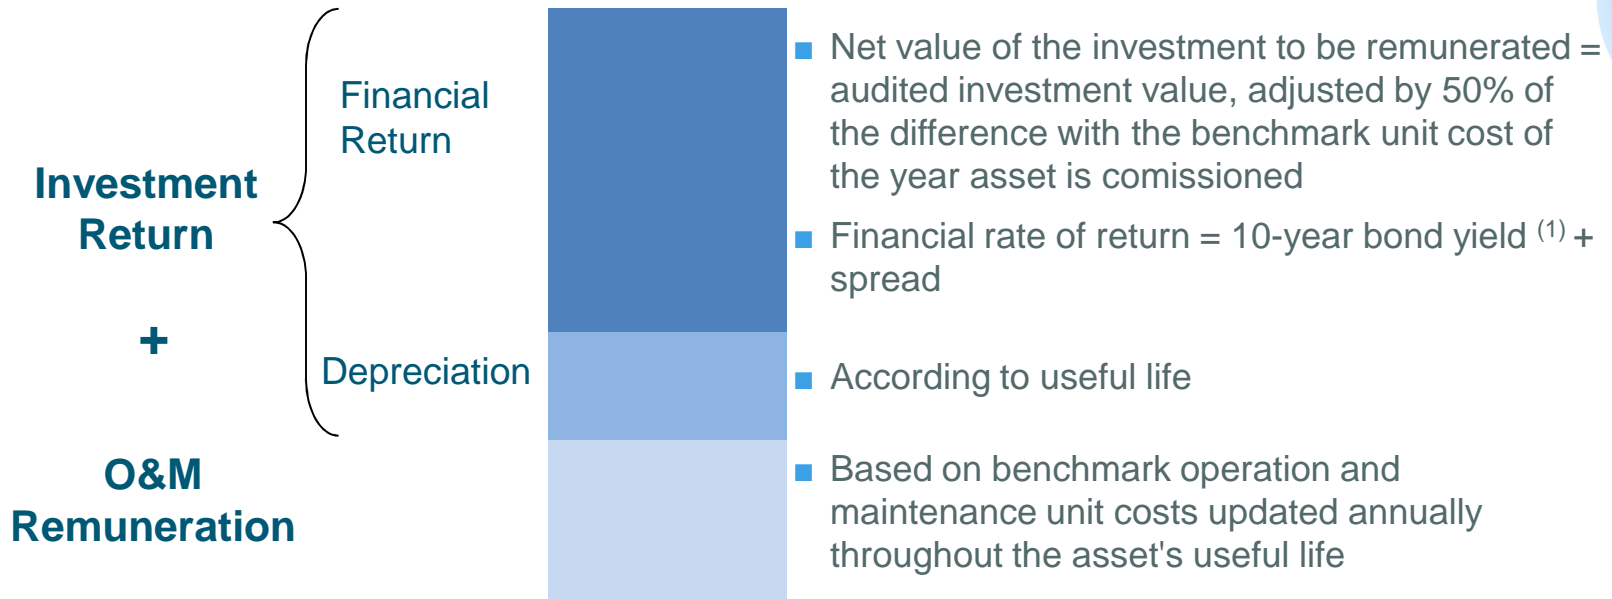 Investment
Return
+
O&M
Remuneration
Financial
Return
Depreciation
■ Net value of the investment to be remunerated =
audited investment value, adjusted by 50% of
the difference with the benchmark unit cost of
the year asset is comissioned
■ Financial rate of return = 10-year bond yield (1) +
spread
■ According to useful life
■ Based on benchmark operation and
maintenance unit costs updated annually
throughout the asset's useful life